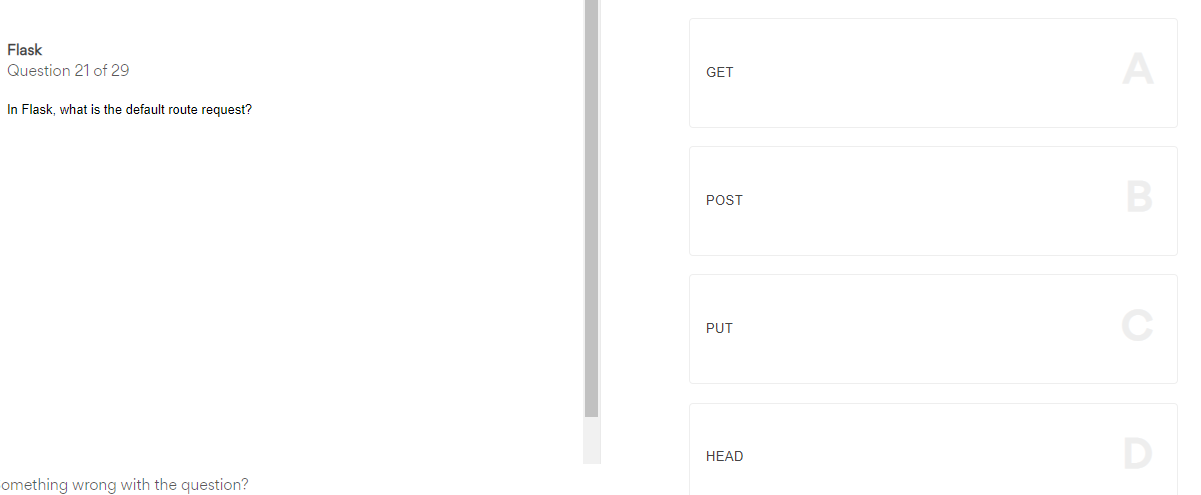 Flask
Question 21 of 29
In Flask, what is the default route request?
omething wrong with the question?
GET
A
POST
B
PUT
C
HEAD
D